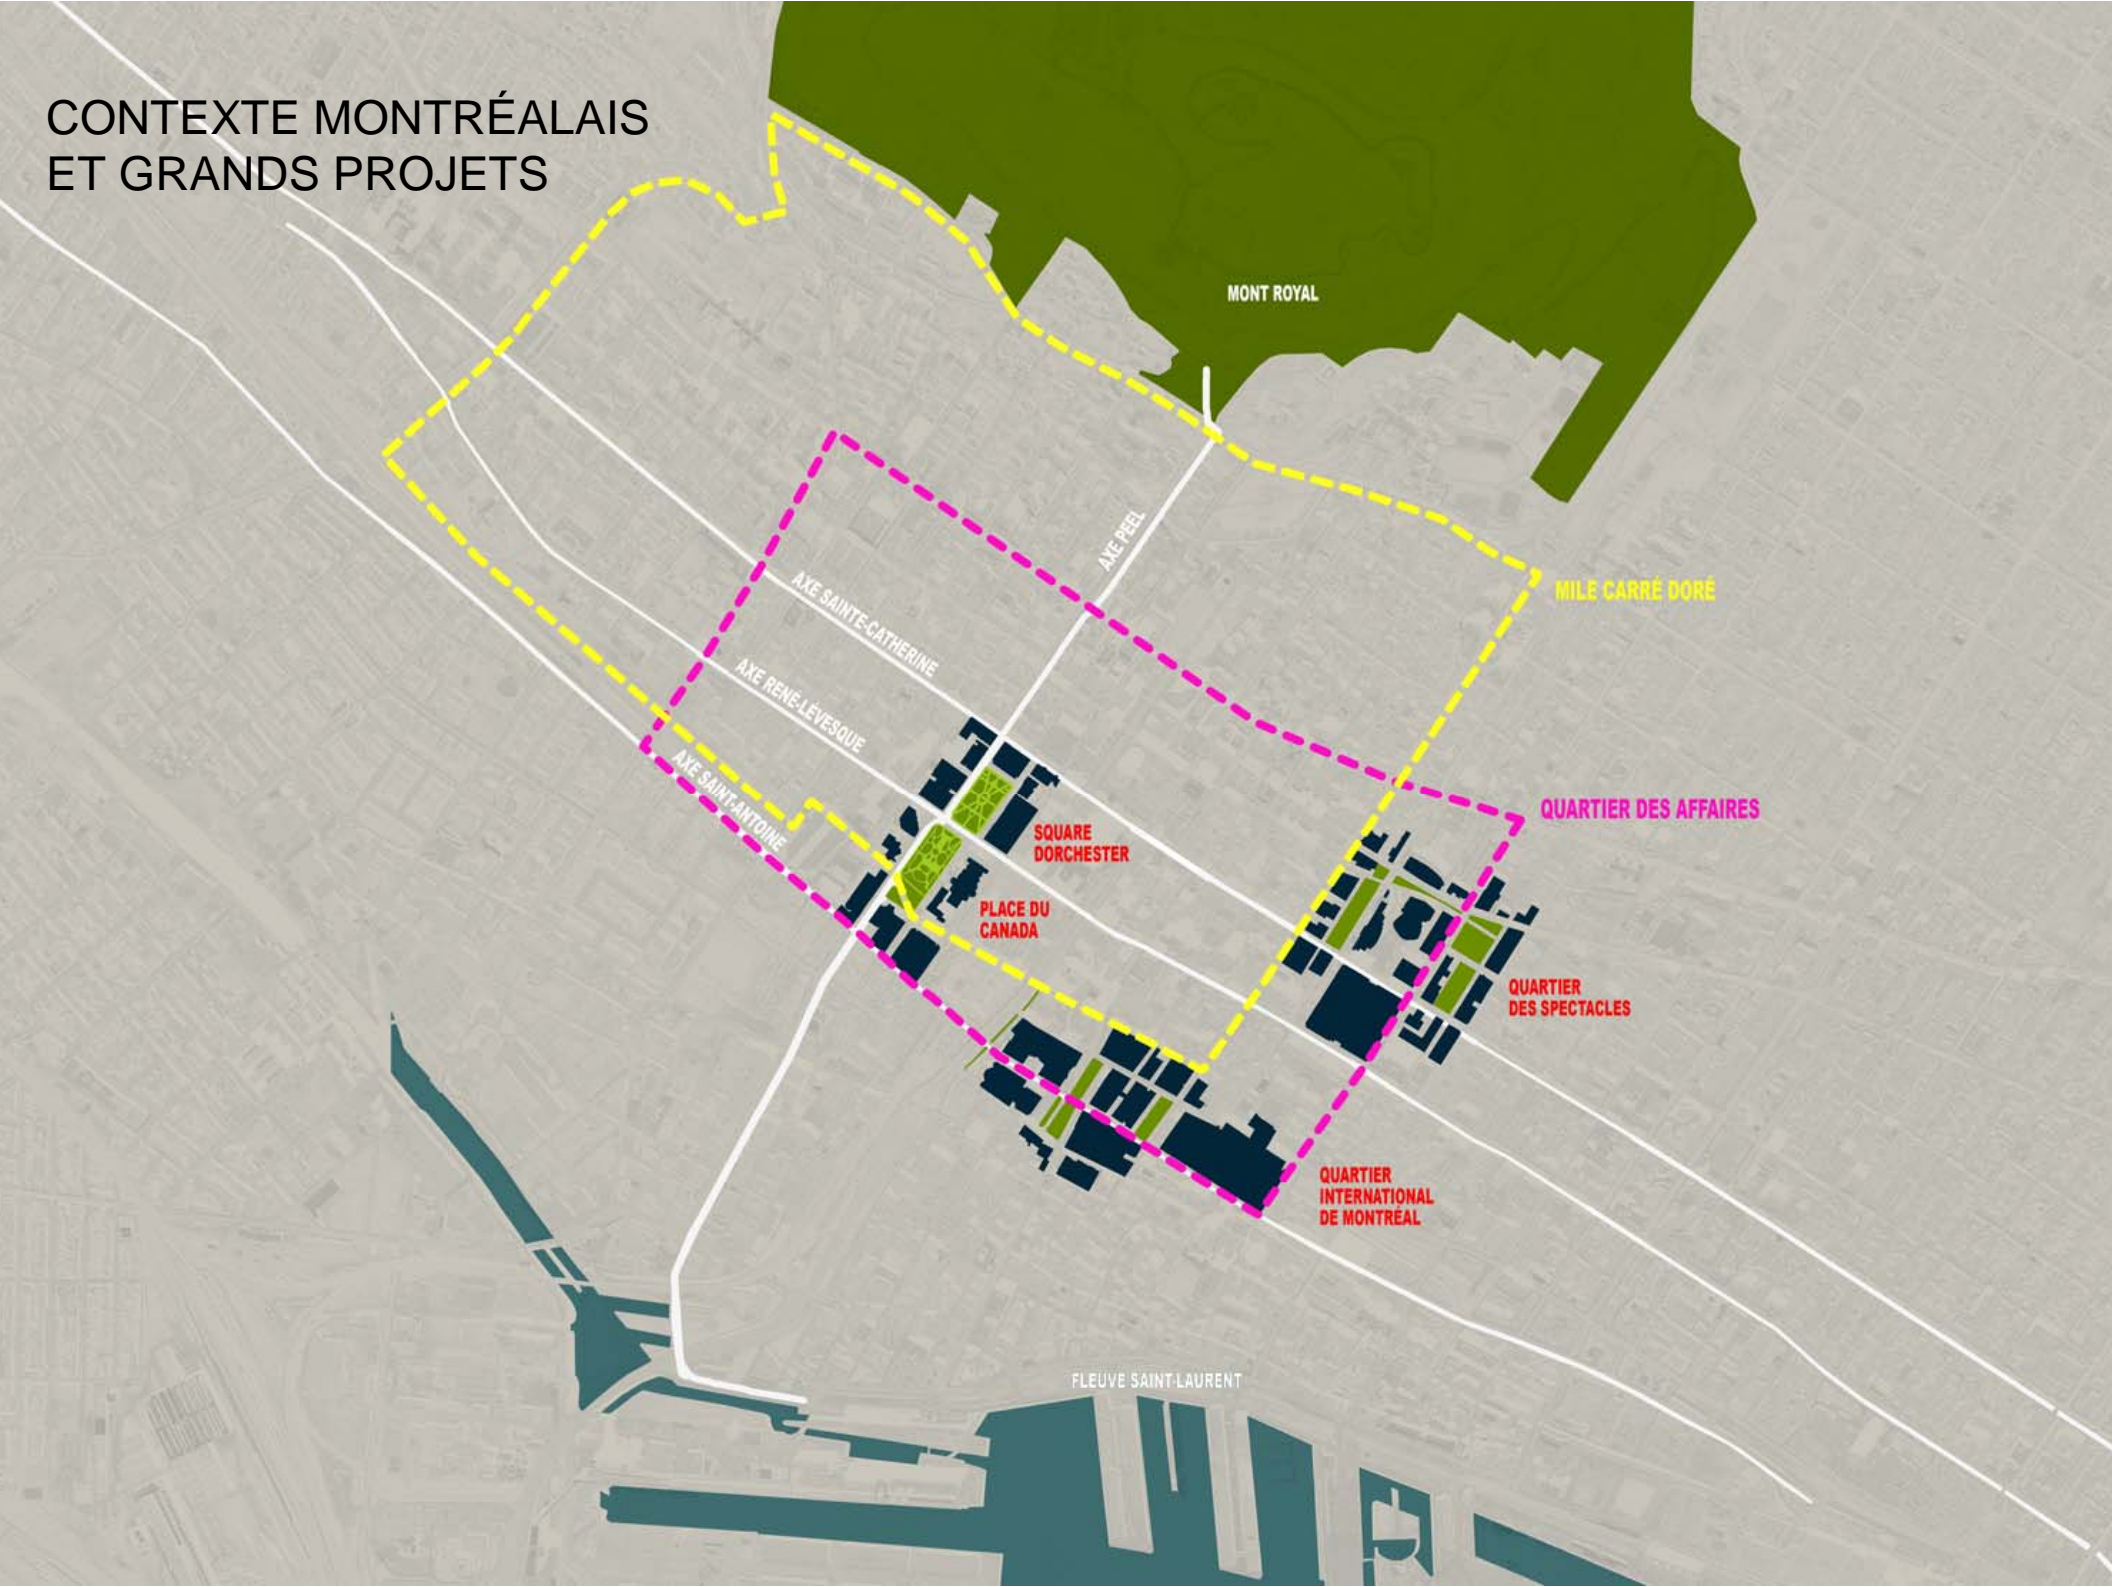 CONTEXTE MONTRÉALAIS
ET GRANDS PROJETS
MONT ROYAL
AXE PEEL
MILE CARRÉ DORÉ
AXE SAINTE-CATHERINE
AXE RENÉ-LÉVESQUE
AXE SAINT-ANTOINE
QUARTIER DES AFFAIRES
SQUARE
DORCHESTER
PLACE DU
CANADA
QUARTIER
DES SPECTACLES
QUARTIER
INTERNATIONAL
DE MONTRÉAL
FLEUVE SAINT-LAURENT